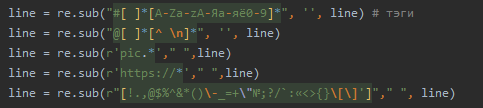 line = re.sub("#[ ]*[A-Za-zА-Яа-яё0-9]*", '', line) # тэги
line = re.sub("@[ ]*[^ \n]*", '', line)
line = re.sub(r'pic.*'," ",line)
line = re.sub(r'https://*'," ", line)
line = re.sub(r"[!.,@$%^&*()\-_=+\"№;?/`:«<>{}\[\]']"," ", line)